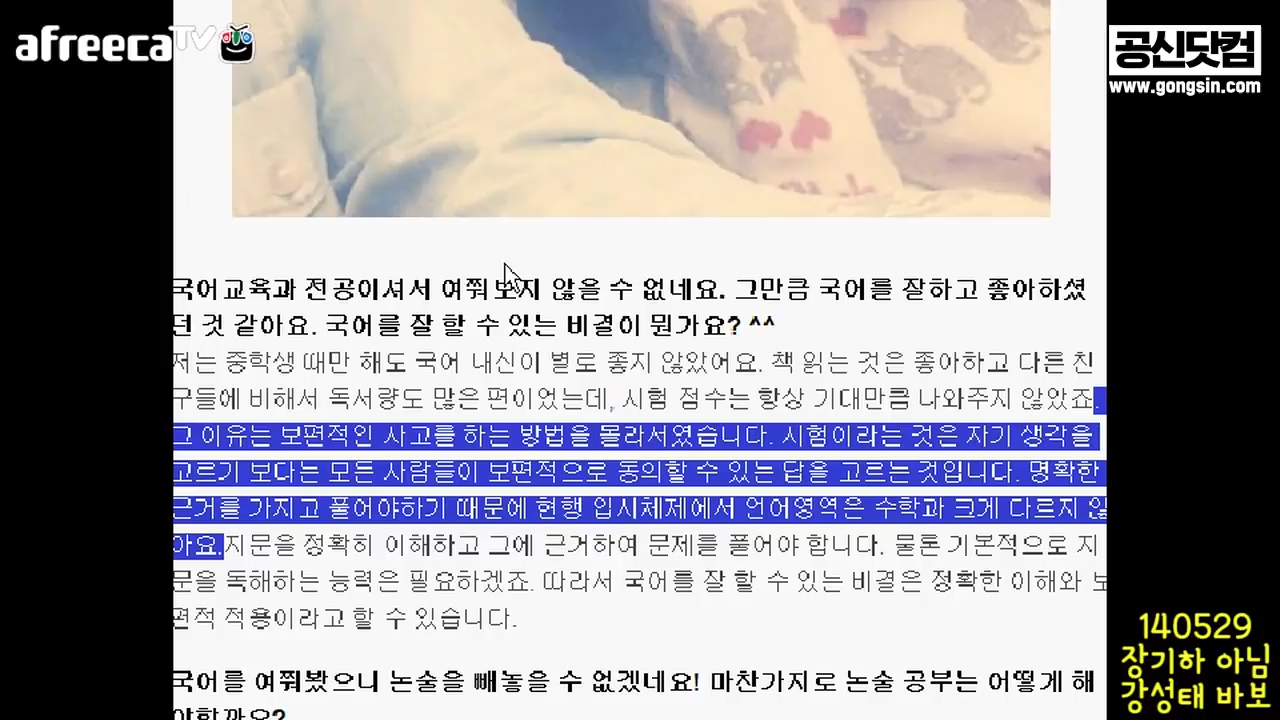 afreecaTV
공신닷컴
www.gongsin.com
국어교육과 전공이셔서 여쭤보지 않을 수 없네요. 그만큼 국어를 잘하고 좋아하셨
던 것 같아요. 국어를 잘 할 수 있는 비결이 뭔가요? ^^
저는 중학생 때만 해도 국어 내신이 별로 좋지 않았어요. 책 읽는 것은 좋아하고 다른 친
구들에 비해서 독서량도 많은 편이었는데, 시험 점수는 항상 기대만큼 나와주지 않았죠.
그 이유는 보편적인 사고를 하는 방법을 몰라서였습니다. 시험이라는 것은 자기 생각을
고르기 보다는 모든 사람들이 보편적으로 동의할 수 있는 답을 고르는 것입니다. 명확한
근거를 가지고 풀어야하기 때문에 현행 입시체제에서 언어영역은 수학과 크게 다르지 않
아요.지문을 정확히 이해하고 그에 근거하여 문제를 풀어야 합니다. 물론 기본적으로 지
문을 독해하는 능력은 필요하겠죠. 따라서 국어를 잘 할 수 있는 비결은 정확한 이해와 보
편적 적용이라고 할 수 있습니다.
국어를 여쭤봤으니 논술을 빼놓을 수 없겠네요! 마찬가지로 논술 공부는 어떻게 해
야할까요?
140529
장기하 아님
강성태 바보